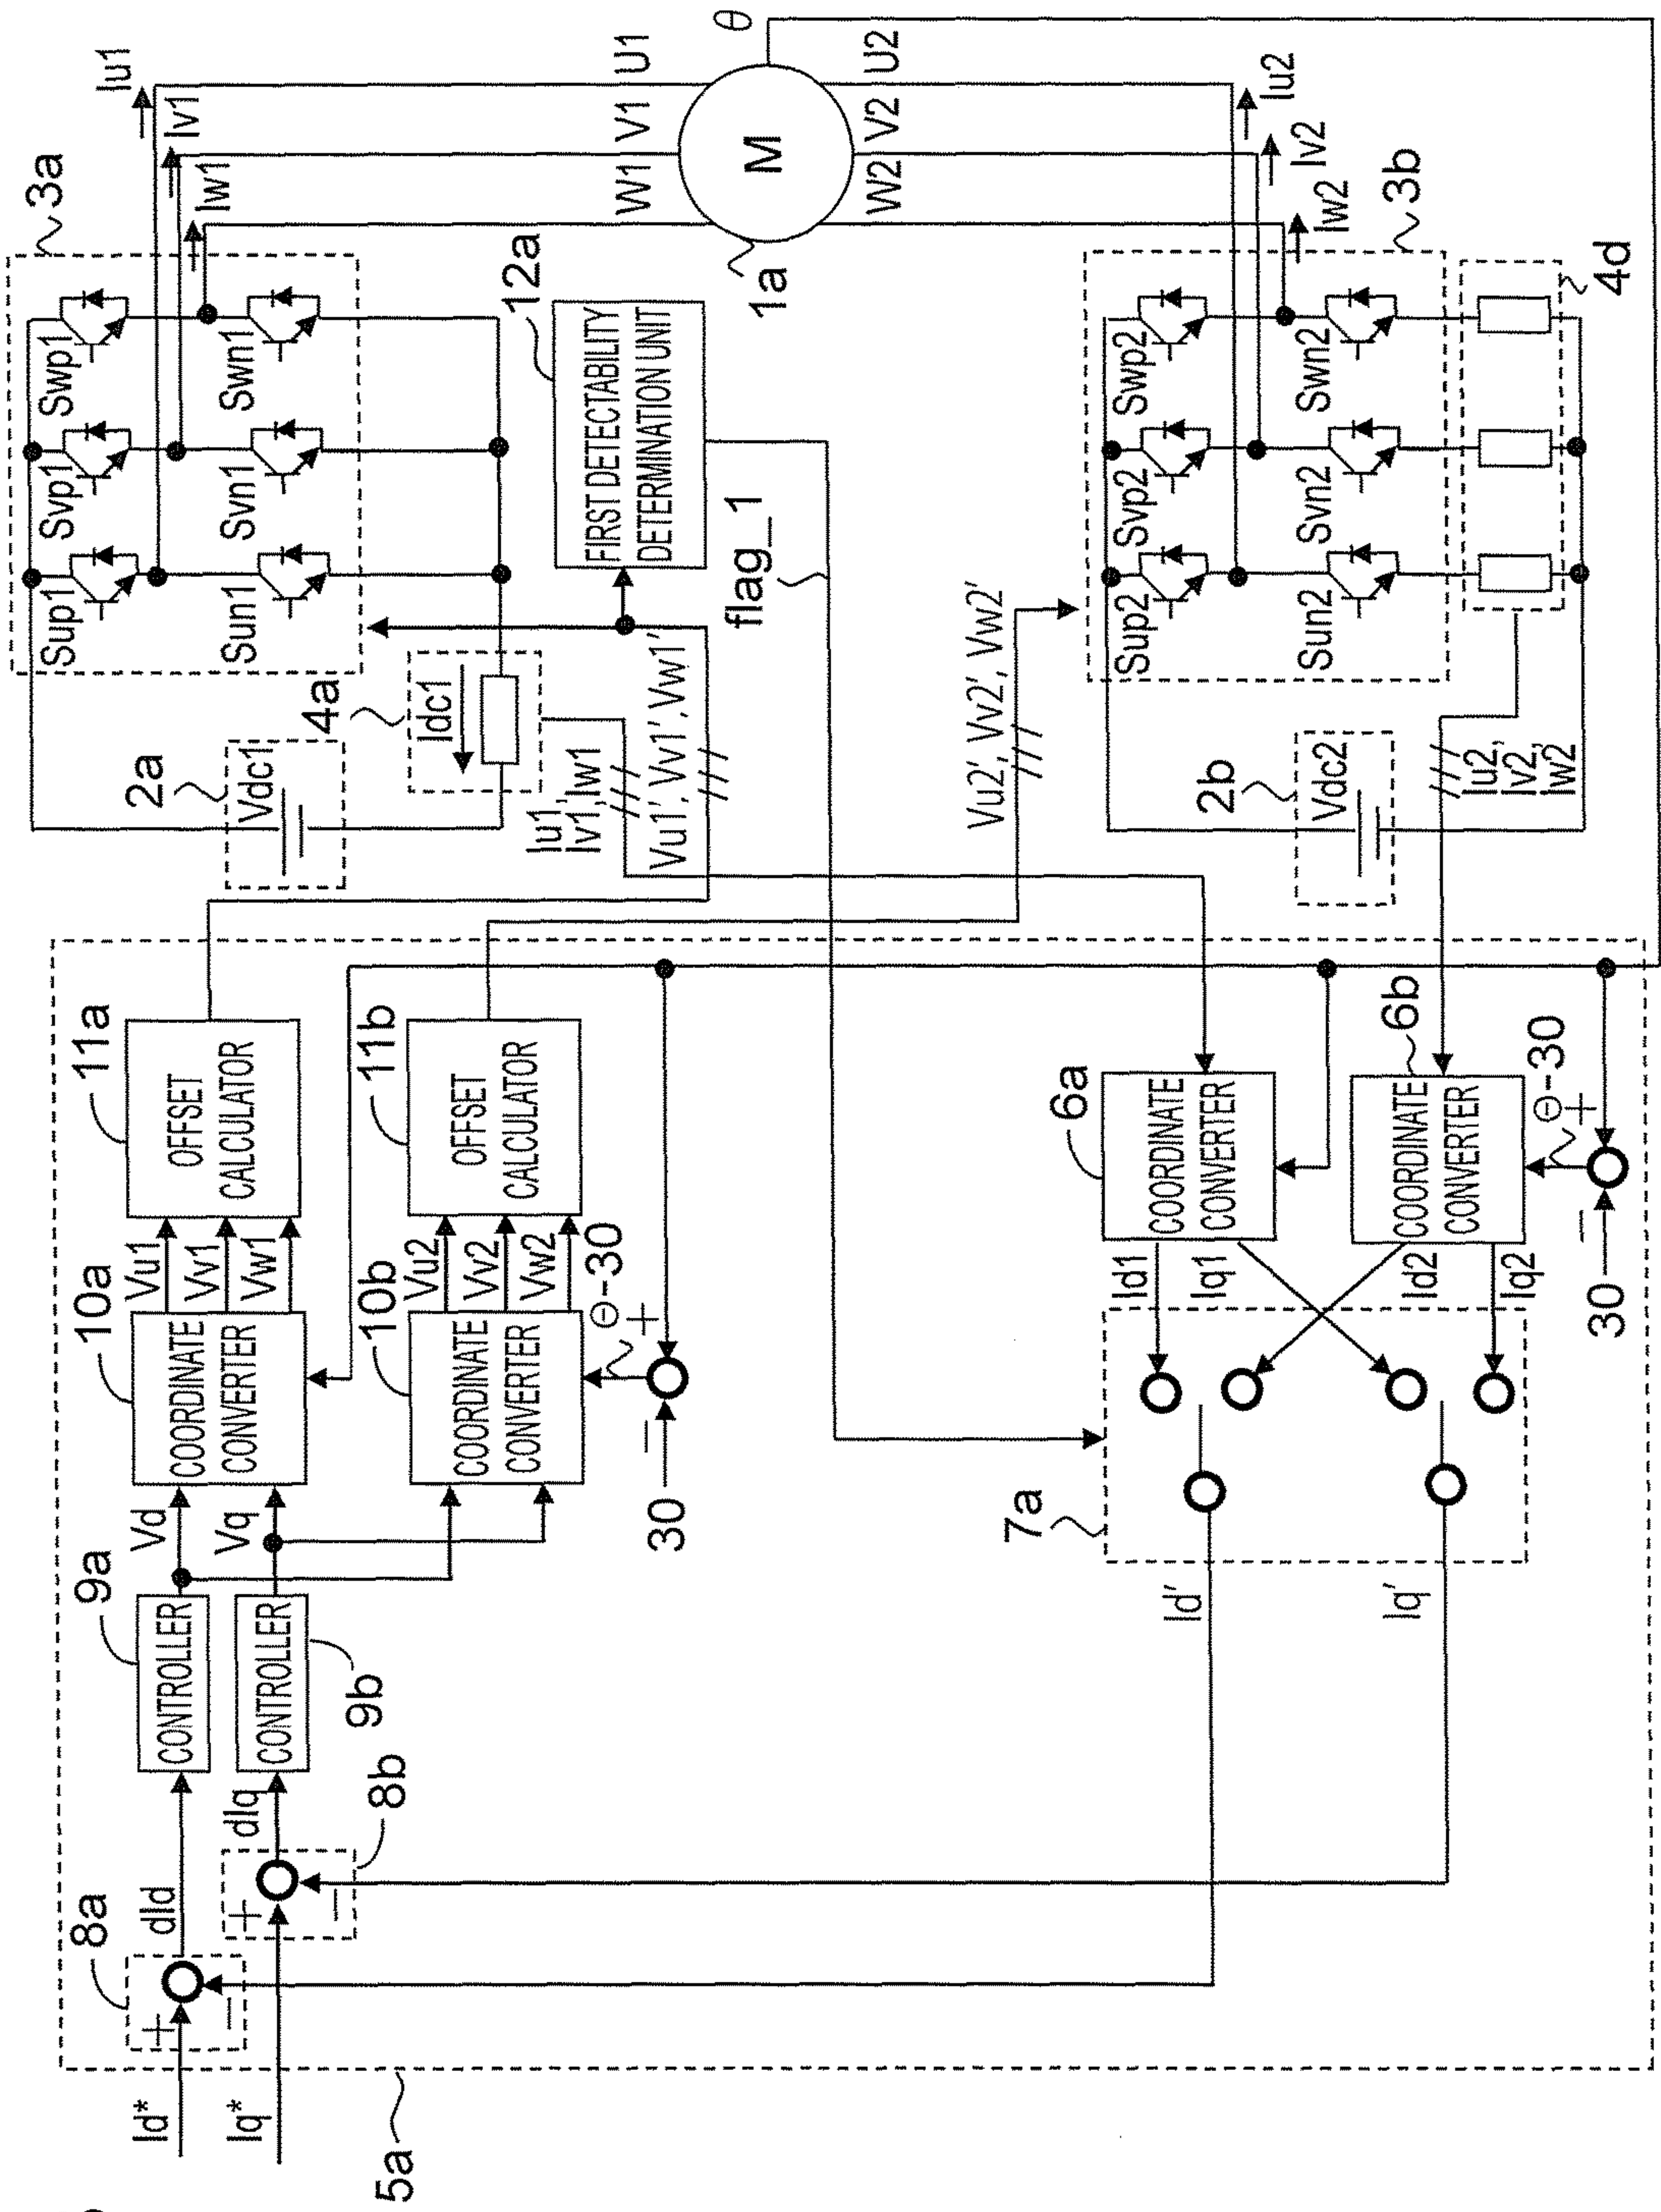 Id*
Iq*
5a
8a
+
−
dId
8b
+
−
dIq
9a
CONTROLLER
9b
CONTROLLER
Vd
Vq
10a
COORDINATE
CONVERTER
Vu1
Vv1
Vw1
11a
OFFSET
CALCULATOR
10b
COORDINATE
CONVERTER
Vu2
Vv2
Vw2
Θ-30
+
−
30
11b
OFFSET
CALCULATOR
2a
Vdc1
4a
Idc1
Iu1,
Iv1,Iw1
Vu1′,Vv1′,Vw1′
3a
Sup1
Svp1
Swp1
Sun1
Svn1
Swn1
Iu1
Iv1
Iw1
12a
FIRST DETECTABILITY
DETERMINATION UNIT
flag_1
U1
V1
W1
θ
M
1a
U2
V2
W2
Vu2′, Vv2′, Vw2′
2b
Vdc2
3b
Sup2
Svp2
Swp2
Sun2
Svn2
Swn2
Iu2
Iv2
Iw2
4d
Iu2,
Iv2,
Iw2
6a
COORDINATE
CONVERTER
6b
COORDINATE
CONVERTER
Θ-30
+
−
30
Id1
Iq1
Id2
Iq2
7a
Id′
Iq′